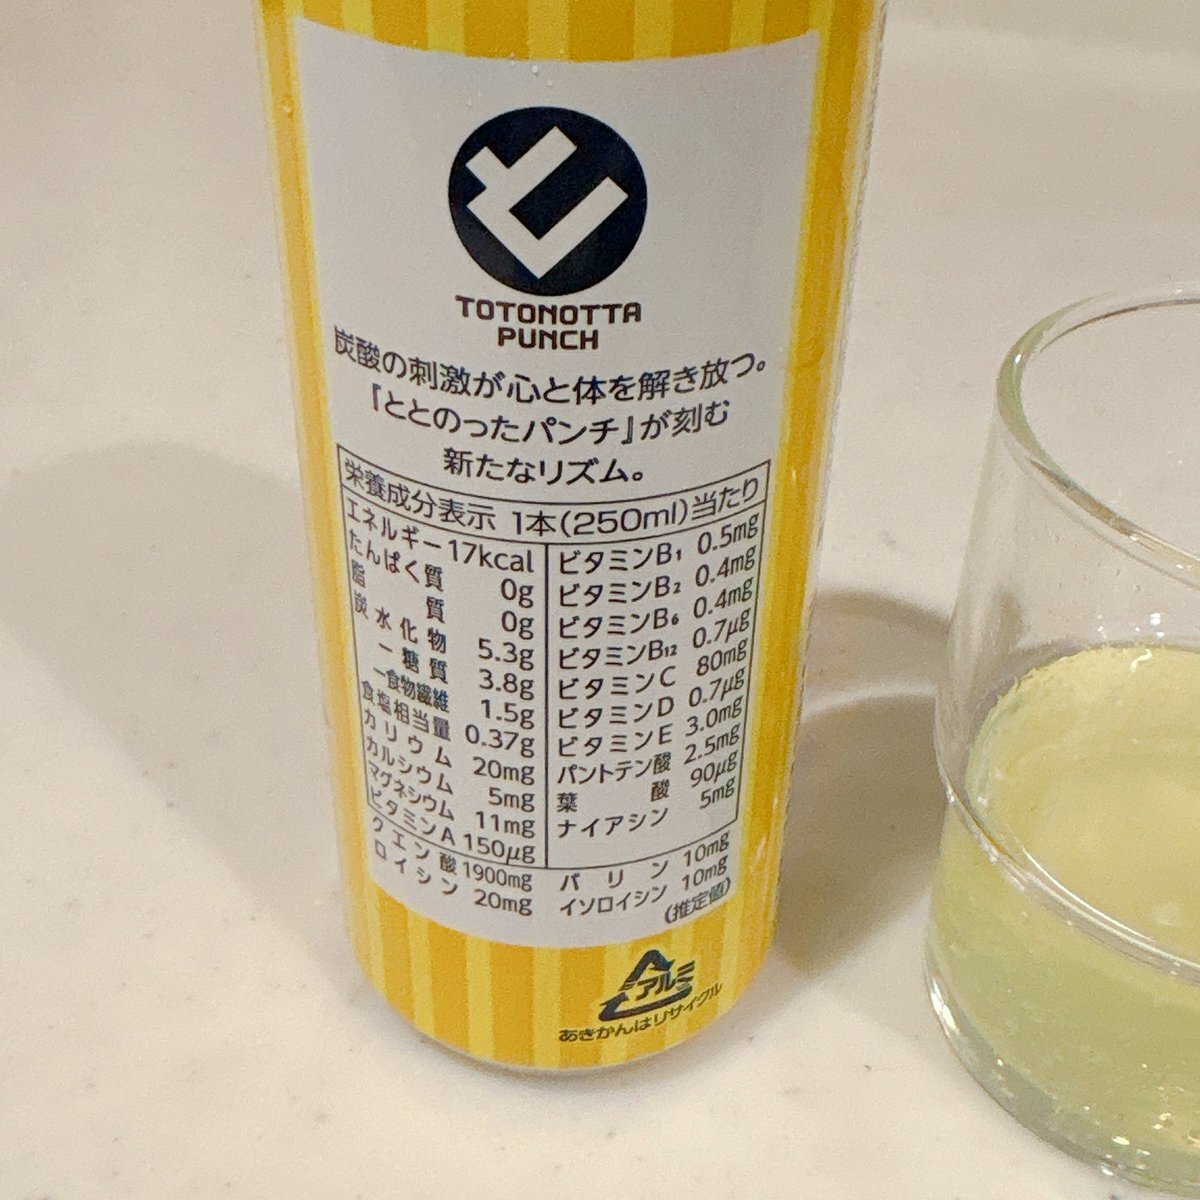 と
TOTONOTTA
PUNCH
炭酸の刺激が心と体を解き放つ。
『ととのったパンチ』が刻む
新たなリズム。
栄養成分表示 1本(250ml)当たり
エネルギー 17kcal
たんぱく質 0g
脂質 0g
炭水化物 5.3g
－糖質 3.8g
－食物繊維 1.5g
食塩相当量 0.37g
カリウム 20mg
カルシウム 5mg
マグネシウム 11mg
ビタミンA 150μg
ビタミンB₁ 0.5mg
ビタミンB₂ 0.4mg
ビタミンB₆ 0.4mg
ビタミンB₁₂ 0.7μg
ビタミンC 80mg
ビタミンD 0.7μg
ビタミンE 3.0mg
パントテン酸 2.5mg
葉酸 90μg
ナイアシン 5mg
クエン酸 1900mg
ロイシン 20mg
バリン 10mg
イソロイシン 10mg
(推定値)
アルミ
あきかんはリサイクル